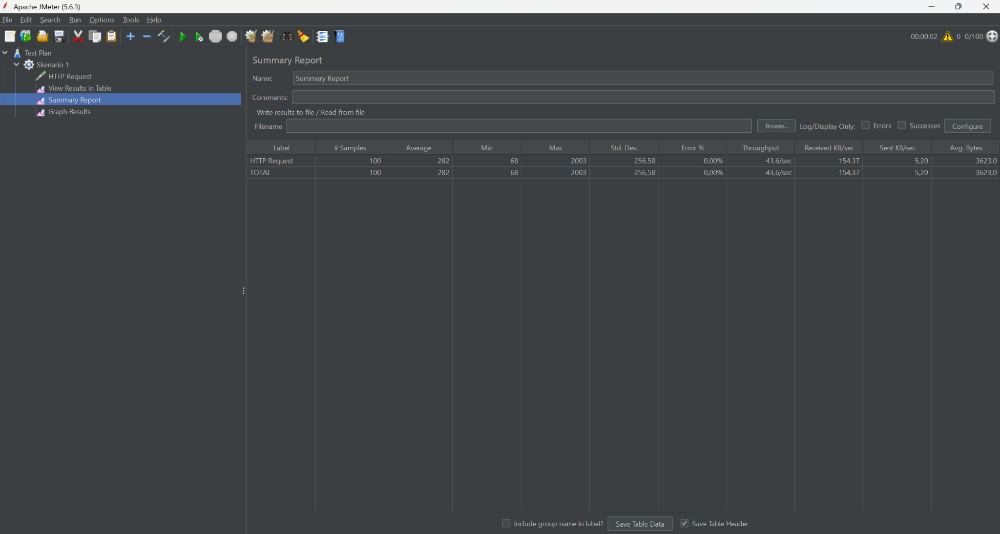 Apache JMeter (5.6.3)
File Edit Search Run Options Tools Help
00:00:02 0 0/100
Test Plan
Skenario 1
HTTP Request
View Results in Table
Summary Report
Graph Results
Summary Report
Name: Summary Report
Comments:
Write results to file / Read from file
Filename Browse... Log/Display Only: Errors Successes Configure
Label # Samples Average Min Max Std. Dev. Error % Throughput Received KB/sec Sent KB/sec Avg. Bytes
HTTP Request 100 282 68 2003 256,58 0,00% 43,6/sec 154,37 5,20 3623,0
TOTAL 100 282 68 2003 256,58 0,00% 43,6/sec 154,37 5,20 3623,0
Include group name in label? Save Table Data Save Table Header